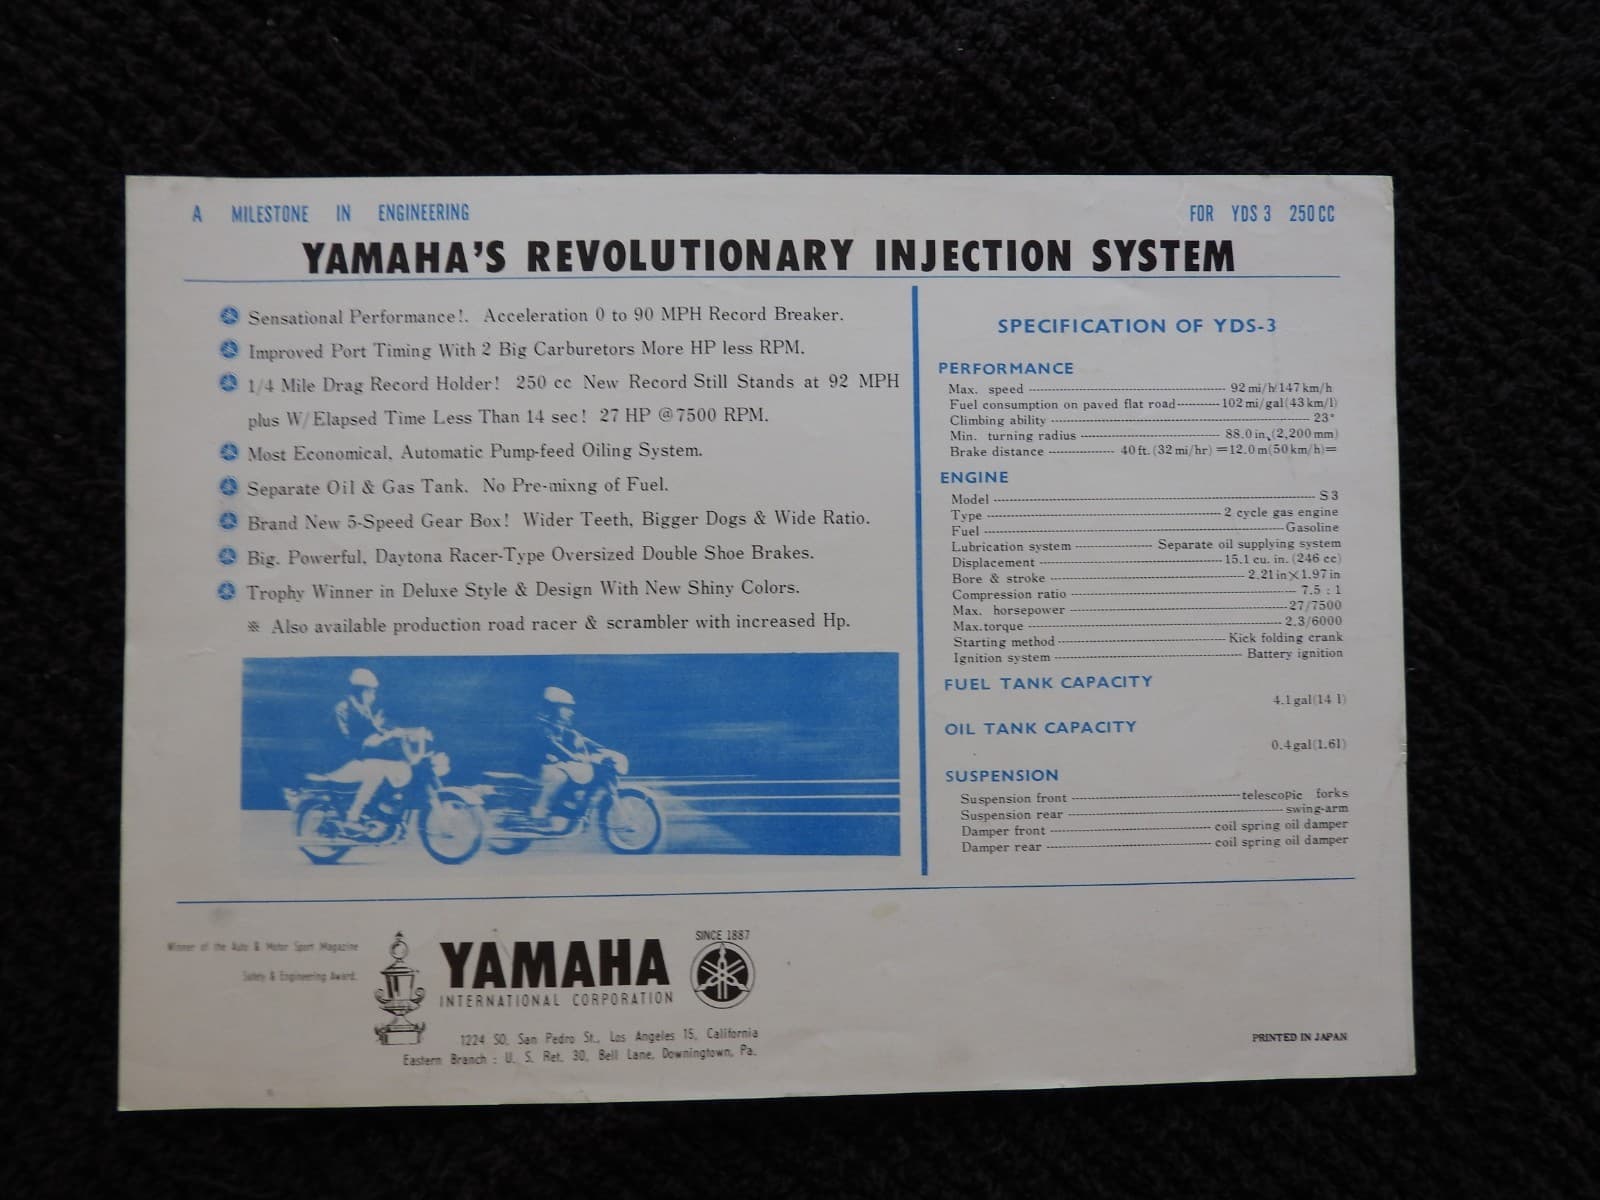 A MILESTONE IN ENGINEERING
FOR YDS 3 250 CC
YAMAHA'S REVOLUTIONARY INJECTION SYSTEM
Sensational Performance!. Acceleration 0 to 90 MPH Record Breaker.
Improved Port Timing With 2 Big Carburetors More HP less RPM.
1/4 Mile Drag Record Holder! 250 cc New Record Still Stands at 92 MPH
plus W/Elapsed Time Less Than 14 sec! 27 HP @ 7500 RPM.
Most Economical, Automatic Pump-feed Oiling System.
Separate Oil & Gas Tank. No Pre-mixng of Fuel.
Brand New 5-Speed Gear Box! Wider Teeth, Bigger Dogs & Wide Ratio.
Big, Powerful, Daytona Racer-Type Oversized Double Shoe Brakes.
Trophy Winner in Deluxe Style & Design With New Shiny Colors.
※ Also available production road racer & scrambler with increased Hp.
SPECIFICATION OF YDS-3
PERFORMANCE
Max. speed 92 mi/h/147 km/h
Fuel consumption on paved flat road 102 mi/gal (43 km/l)
Climbing ability 23°
Min. turning radius 88.0 in. (2,200 mm)
Brake distance 40 ft. (32 mi/hr) =12.0 m (50 km/h)=
ENGINE
Model S 3
Type 2 cycle gas engine
Fuel Gasoline
Lubrication system Separate oil supplying system
Displacement 15.1 cu. in. (246 cc)
Bore & stroke 2.21 in×1.97 in
Compression ratio 7.5 : 1
Max. horsepower 27/7500
Max. torque 2.3/6000
Starting method Kick folding crank
Ignition system Battery ignition
FUEL TANK CAPACITY
4.1 gal (14 l)
OIL TANK CAPACITY
0.4 gal (1.6l)
SUSPENSION
Suspension front telescopic forks
Suspension rear swing-arm
Damper front coil spring oil damper
Damper rear coil spring oil damper
Winner of the Auto & Motor Sport Magazine
Safety & Engineering Award.
YAMAHA
INTERNATIONAL CORPORATION
SINCE 1887
1224 SO. San Pedro St., Los Angeles 15, California
Eastern Branch : U. S. Ret. 30, Bell Lane, Downingtown, Pa.
PRINTED IN JAPAN